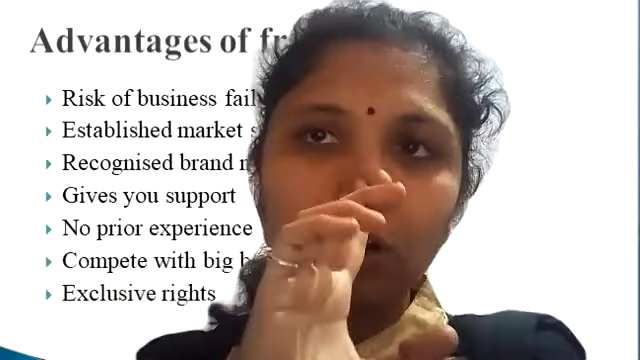 Advantages of
Risk of business
Established market
Recognised brand
Gives you support
No prior experience
Compete with big
Exclusive rights